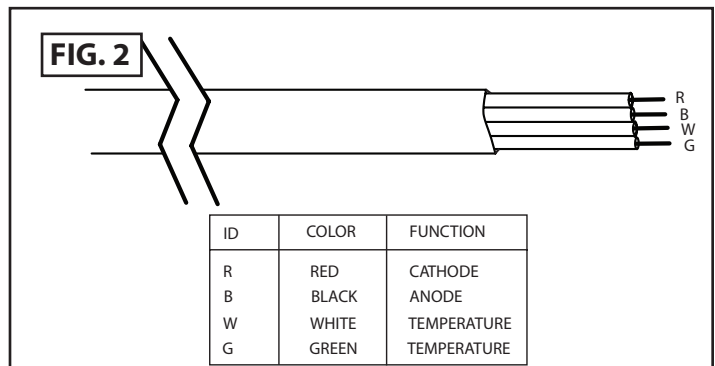 FIG. 2
R
B
W
G
ID COLOR FUNCTION
R RED CATHODE
B BLACK ANODE
W WHITE TEMPERATURE
G GREEN TEMPERATURE